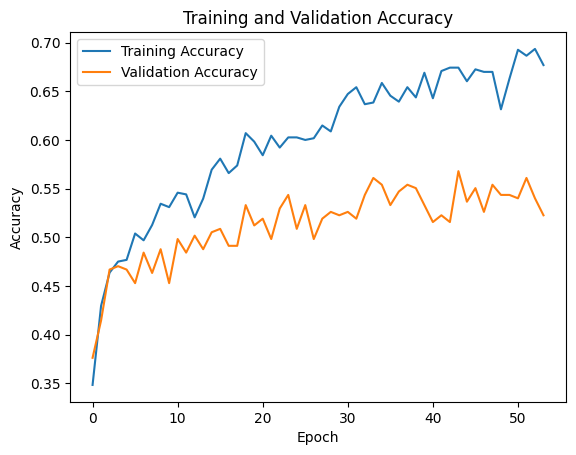 Training and Validation Accuracy
Training Accuracy
Validation Accuracy
0.70
0.65
0.60
0.55
0.50
0.45
0.40
0.35
Accuracy
0 10 20 30 40 50
Epoch